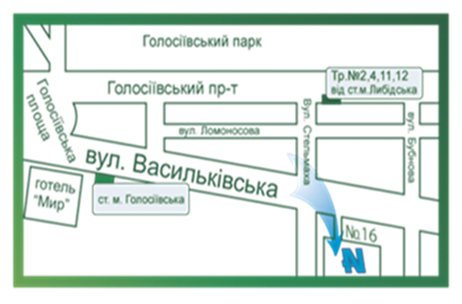 Голосіївський парк
Голосіївський пр-т
Тр.№2,4,11,12
від ст.м.Либідська
Голосіївська
площа
вул. Ломоносова
Вул. Стельмаха
вул. Бубнова
вул. Васильківська
готель
"Мир"
ст. м. Голосіївська
№16
N